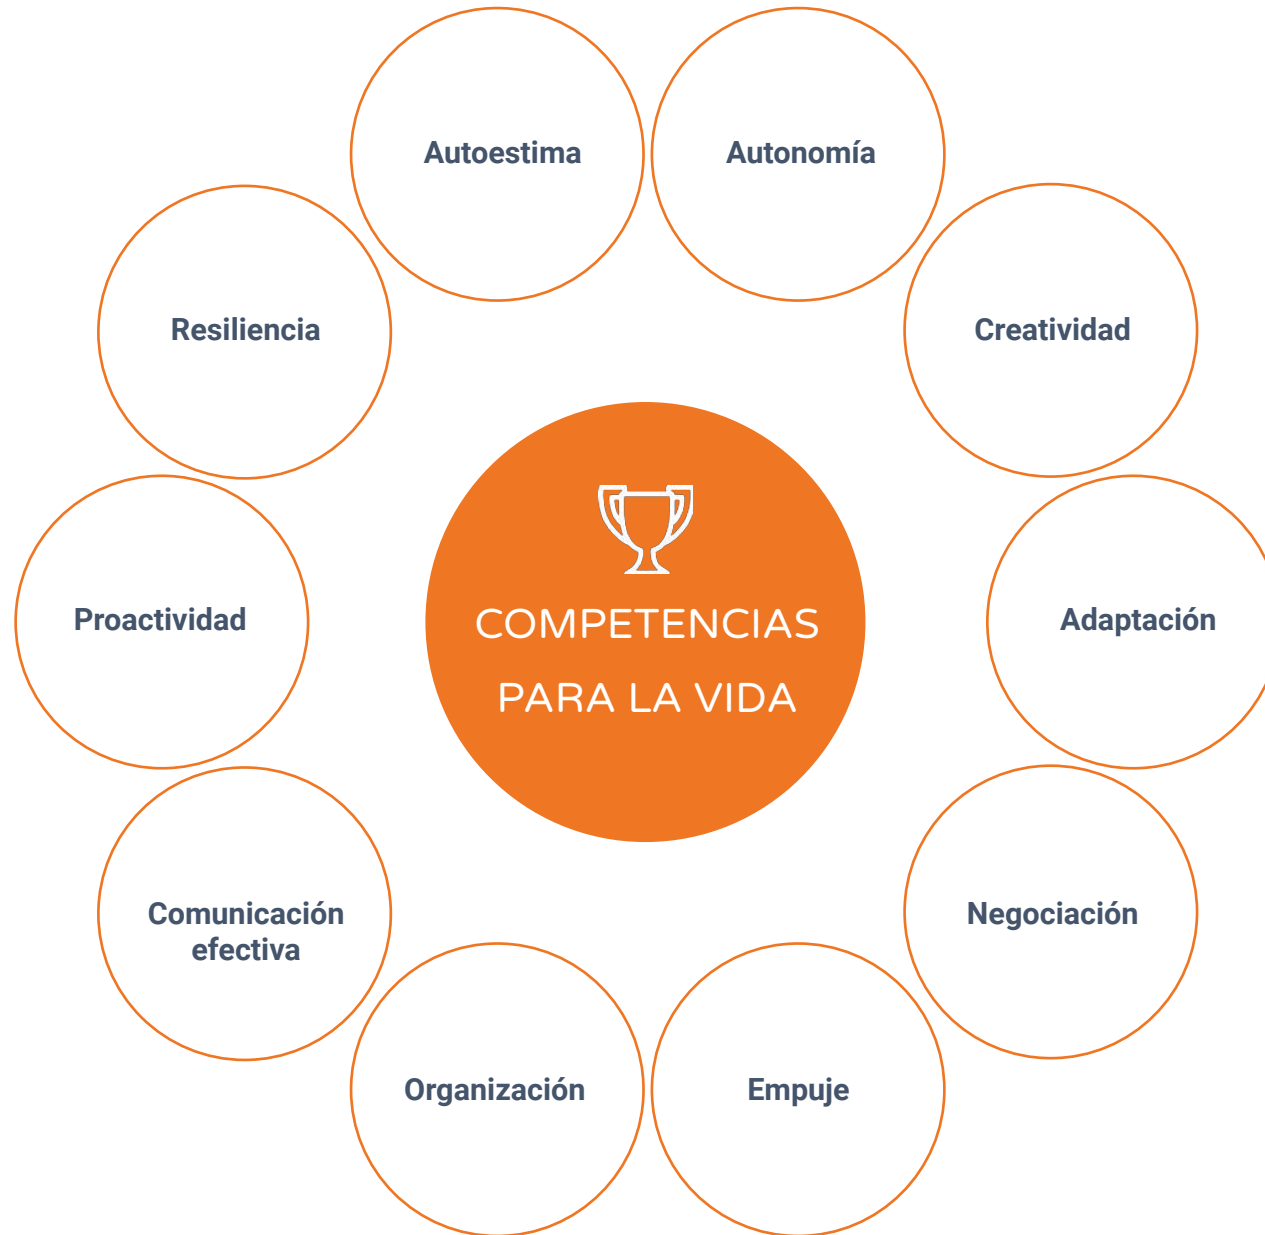 Autoestima
Autonomía
Resiliencia
Creatividad
Proactividad
COMPETENCIAS
PARA LA VIDA
Adaptación
Comunicación
efectiva
Negociación
Organización
Empuje